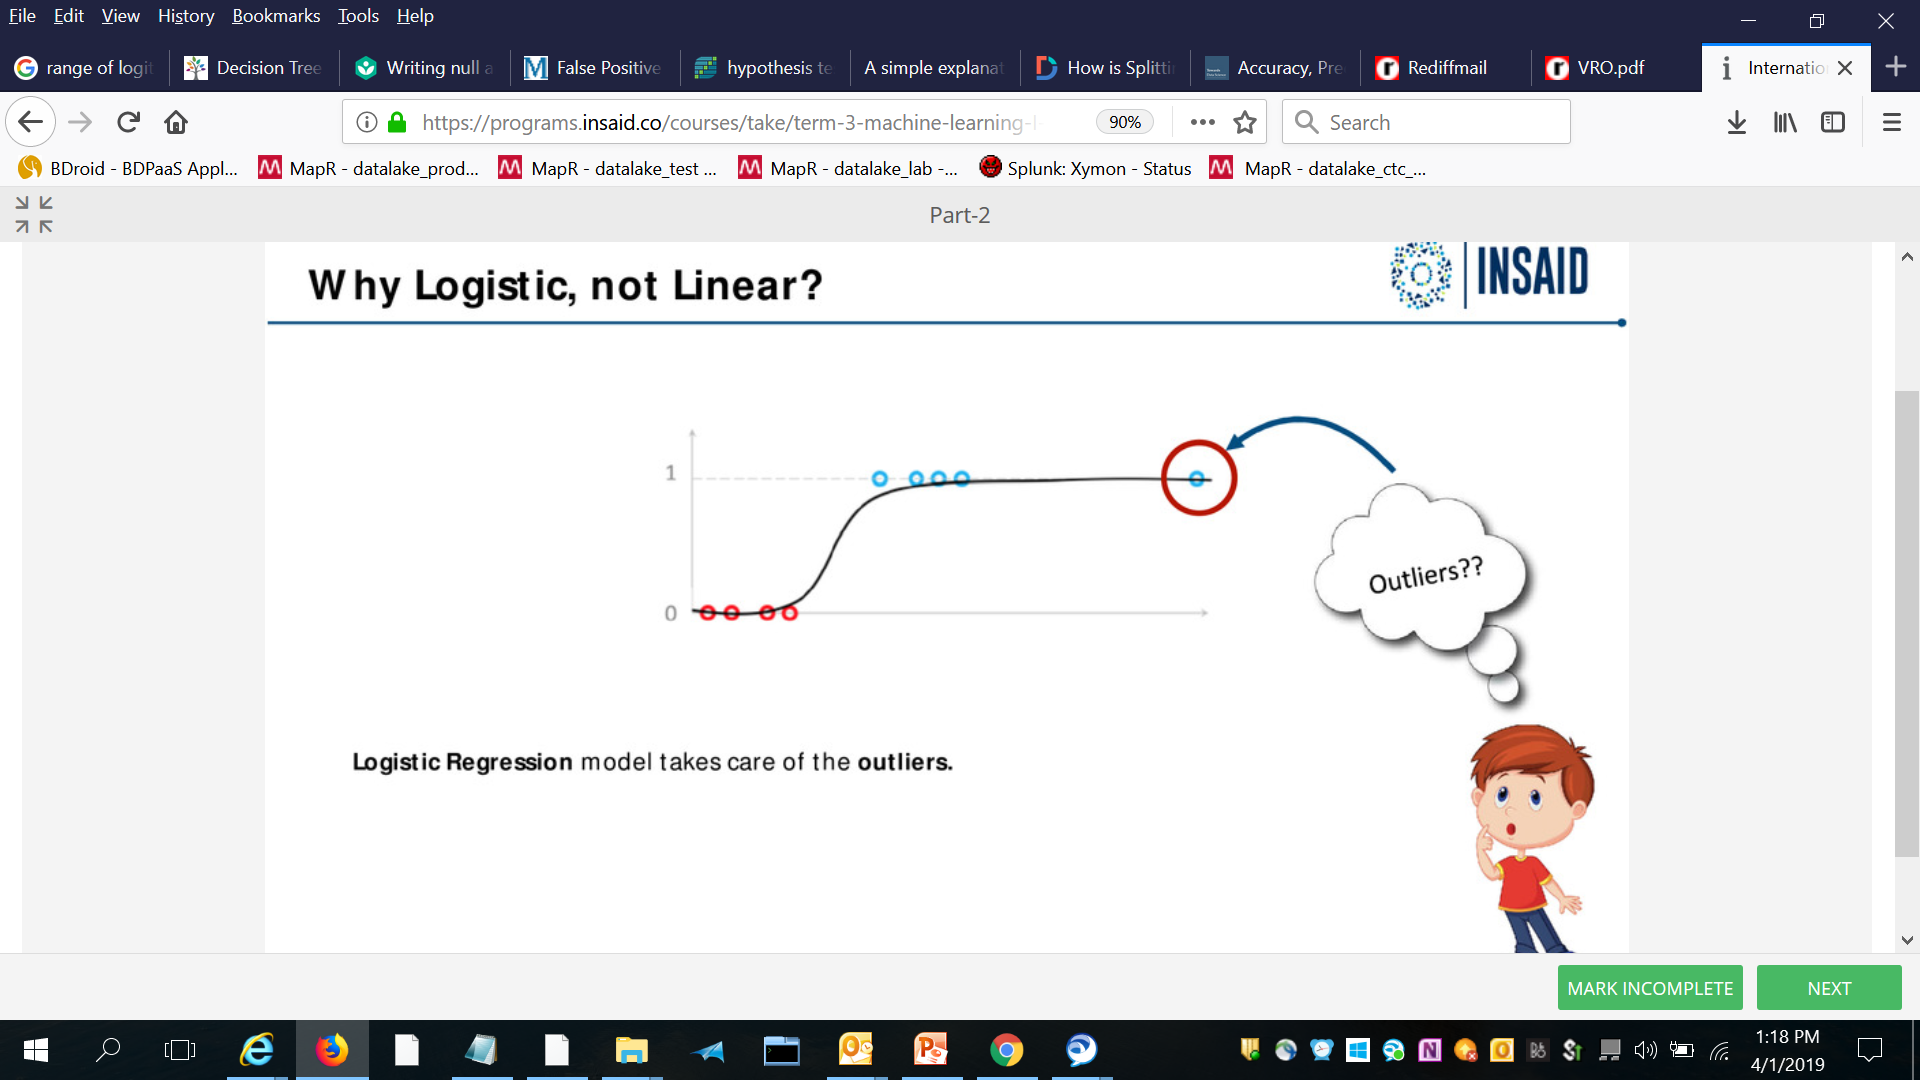 File Edit View History Bookmarks Tools Help
range of logit
Decision Tree
Writing null a
False Positive
hypothesis te
A simple explanat
How is Splitti
Accuracy, Pre
Rediffmail
VRO.pdf
Internatio
https://programs.insaid.co/courses/take/term-3-machine-learning-l
90%
Search
BDroid - BDPaaS Appl...
MapR - datalake_prod...
MapR - datalake_test ...
MapR - datalake_lab -...
Splunk: Xymon - Status
MapR - datalake_ctc_...
Part-2
Why Logistic, not Linear?
INSAID
1
0
Outliers??
Logistic Regression model takes care of the outliers.
MARK INCOMPLETE
NEXT
1:18 PM
4/1/2019